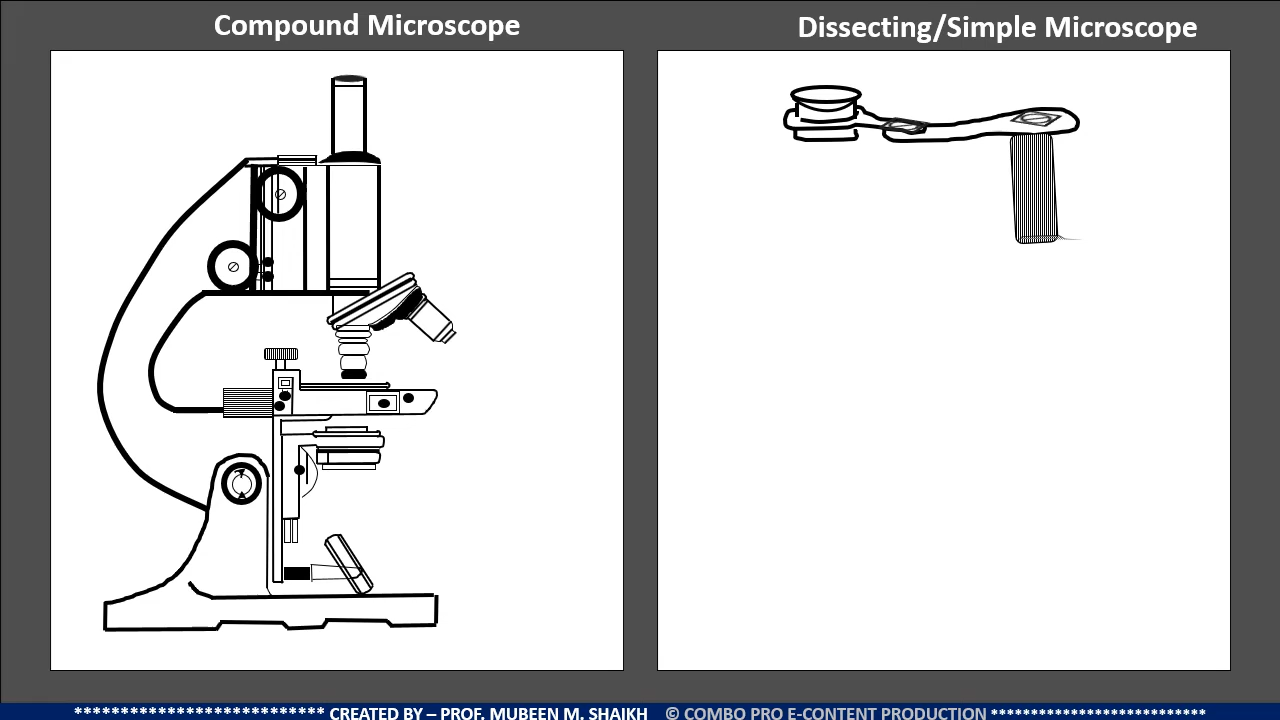 Compound Microscope
Dissecting/Simple Microscope
************************** CREATED BY – PROF. MUBEEN M. SHAIKH © COMBO PRO E-CONTENT PRODUCTION **************************